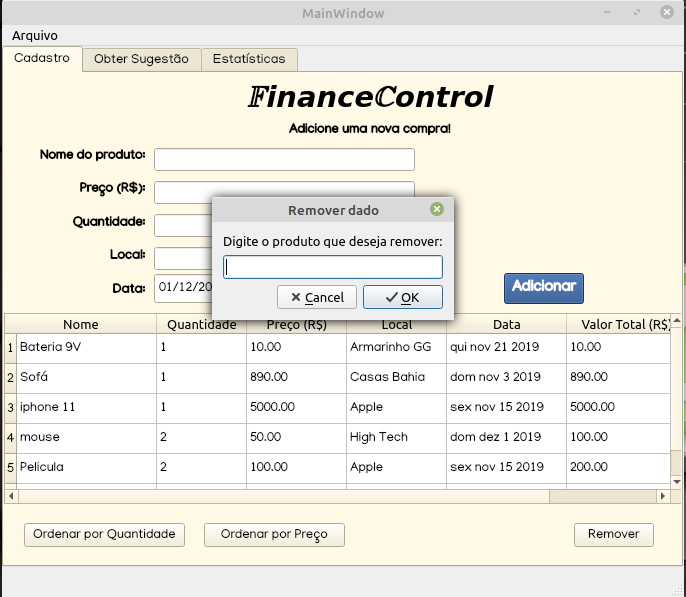 MainWindow
Arquivo
Cadastro Obter Sugestão Estatísticas
𝔽inanceℂontrol
Adicione uma nova compra!
Nome do produto:
Preço (R$):
Quantidade:
Local:
Data: 01/12/20
Adicionar
Remover dado
Digite o produto que deseja remover:
Cancel OK
Nome Quantidade Preço (R$) Local Data Valor Total (R$)
1 Bateria 9V 1 10.00 Armarinho GG qui nov 21 2019 10.00
2 Sofá 1 890.00 Casas Bahia dom nov 3 2019 890.00
3 iphone 11 1 5000.00 Apple sex nov 15 2019 5000.00
4 mouse 2 50.00 High Tech dom dez 1 2019 100.00
5 Pelicula 2 100.00 Apple sex nov 15 2019 200.00
Ordenar por Quantidade Ordenar por Preço Remover